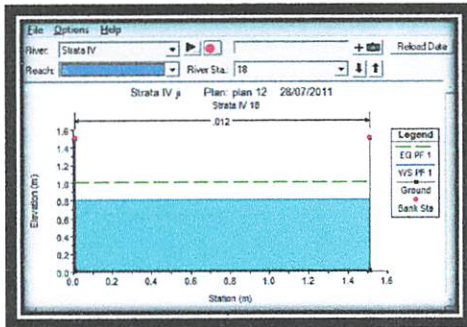 File Options Help
River: Strata IV Reload Data
Reach: River Sta.: 18
Strata IV Plan: plan 12 28/07/2011
Strata IV 18
.012
Legend
EG PF 1
WS PF 1
Ground
Bank Sta
Elevation (m)
1.6
1.4
1.2
1.0
0.8
0.6
0.4
0.2
0.0
0.0 0.2 0.4 0.6 0.8 1.0 1.2 1.4 1.6
Station (m)